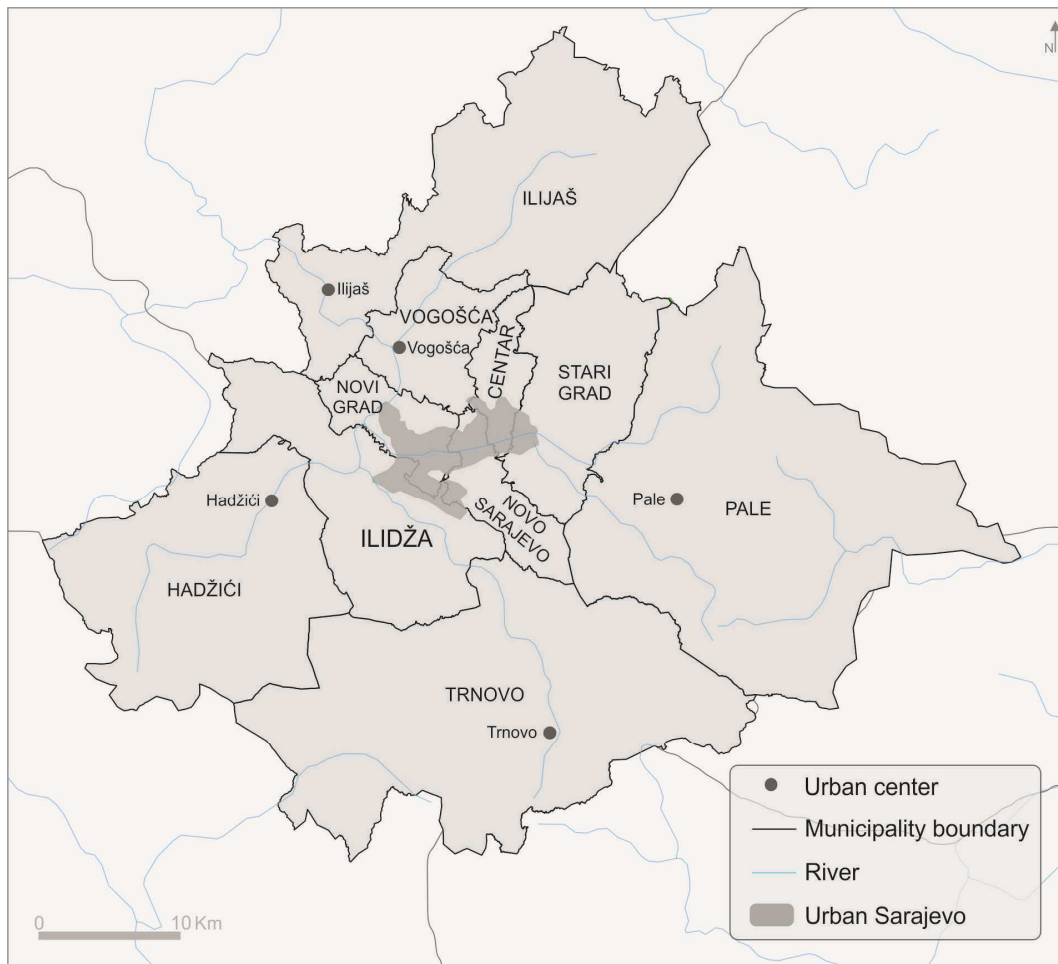 N
ILIJAŠ
Ilijaš
VOGOŠĆA
Vogošća
CENTAR
STARI
GRAD
NOVI
GRAD
Hadžići
ILIDŽA
NOVO
SARAJEVO
Pale
PALE
HADŽIĆI
TRNOVO
Trnovo
Urban center
Municipality boundary
River
Urban Sarajevo
0 10 Km